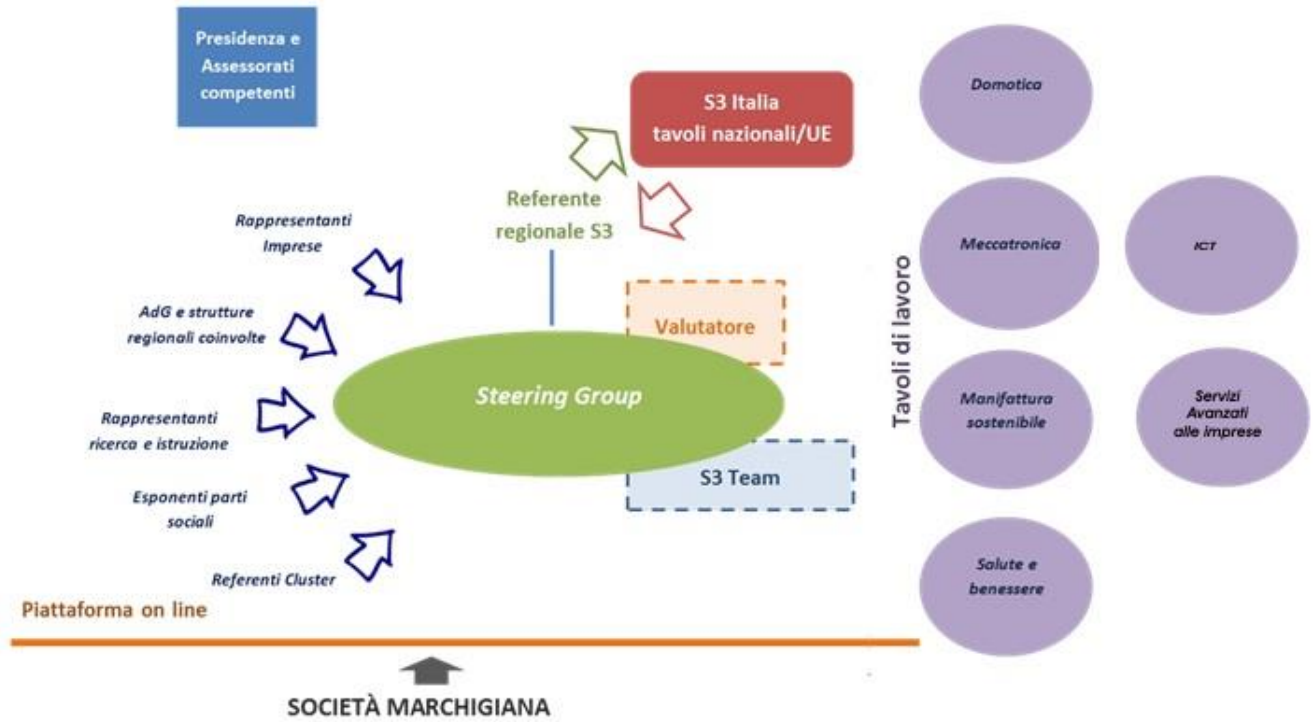 Presidenza e
Assessorati
competenti
S3 Italia
tavoli nazionali/UE
Referente
regionale S3
Rappresentanti
Imprese
AdG e strutture
regionali coinvolte
Rappresentanti
ricerca e istruzione
Esponenti parti
sociali
Referenti Cluster
Valutatore
Steering Group
S3 Team
Tavoli di lavoro
Domotica
Meccatronica
ICT
Manifattura
sostenibile
Servizi
Avanzati
alle imprese
Salute e
benessere
Piattaforma on line
SOCIETÀ MARCHIGIANA